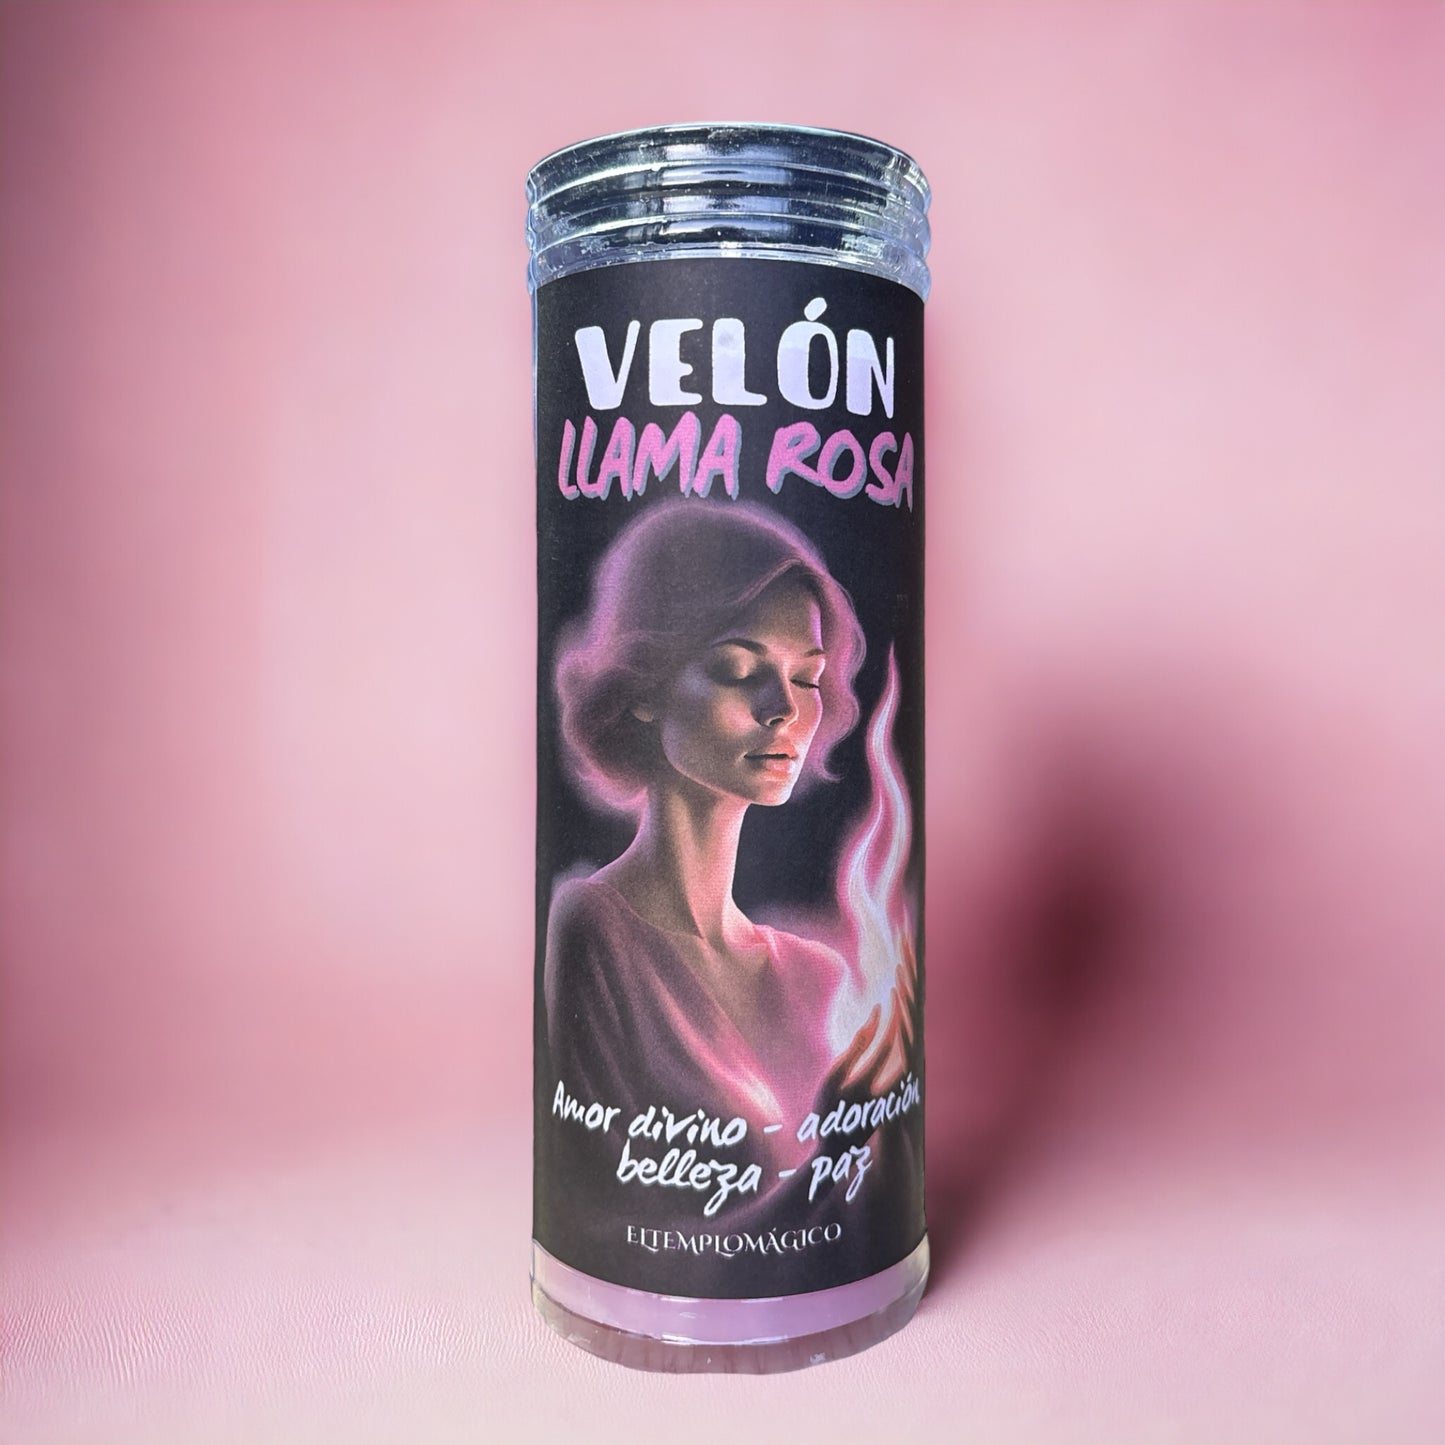 VELÓN
LLAMA ROSA
Amor divino - adoración
belleza - paz
ELTEMPLOMÁGICO